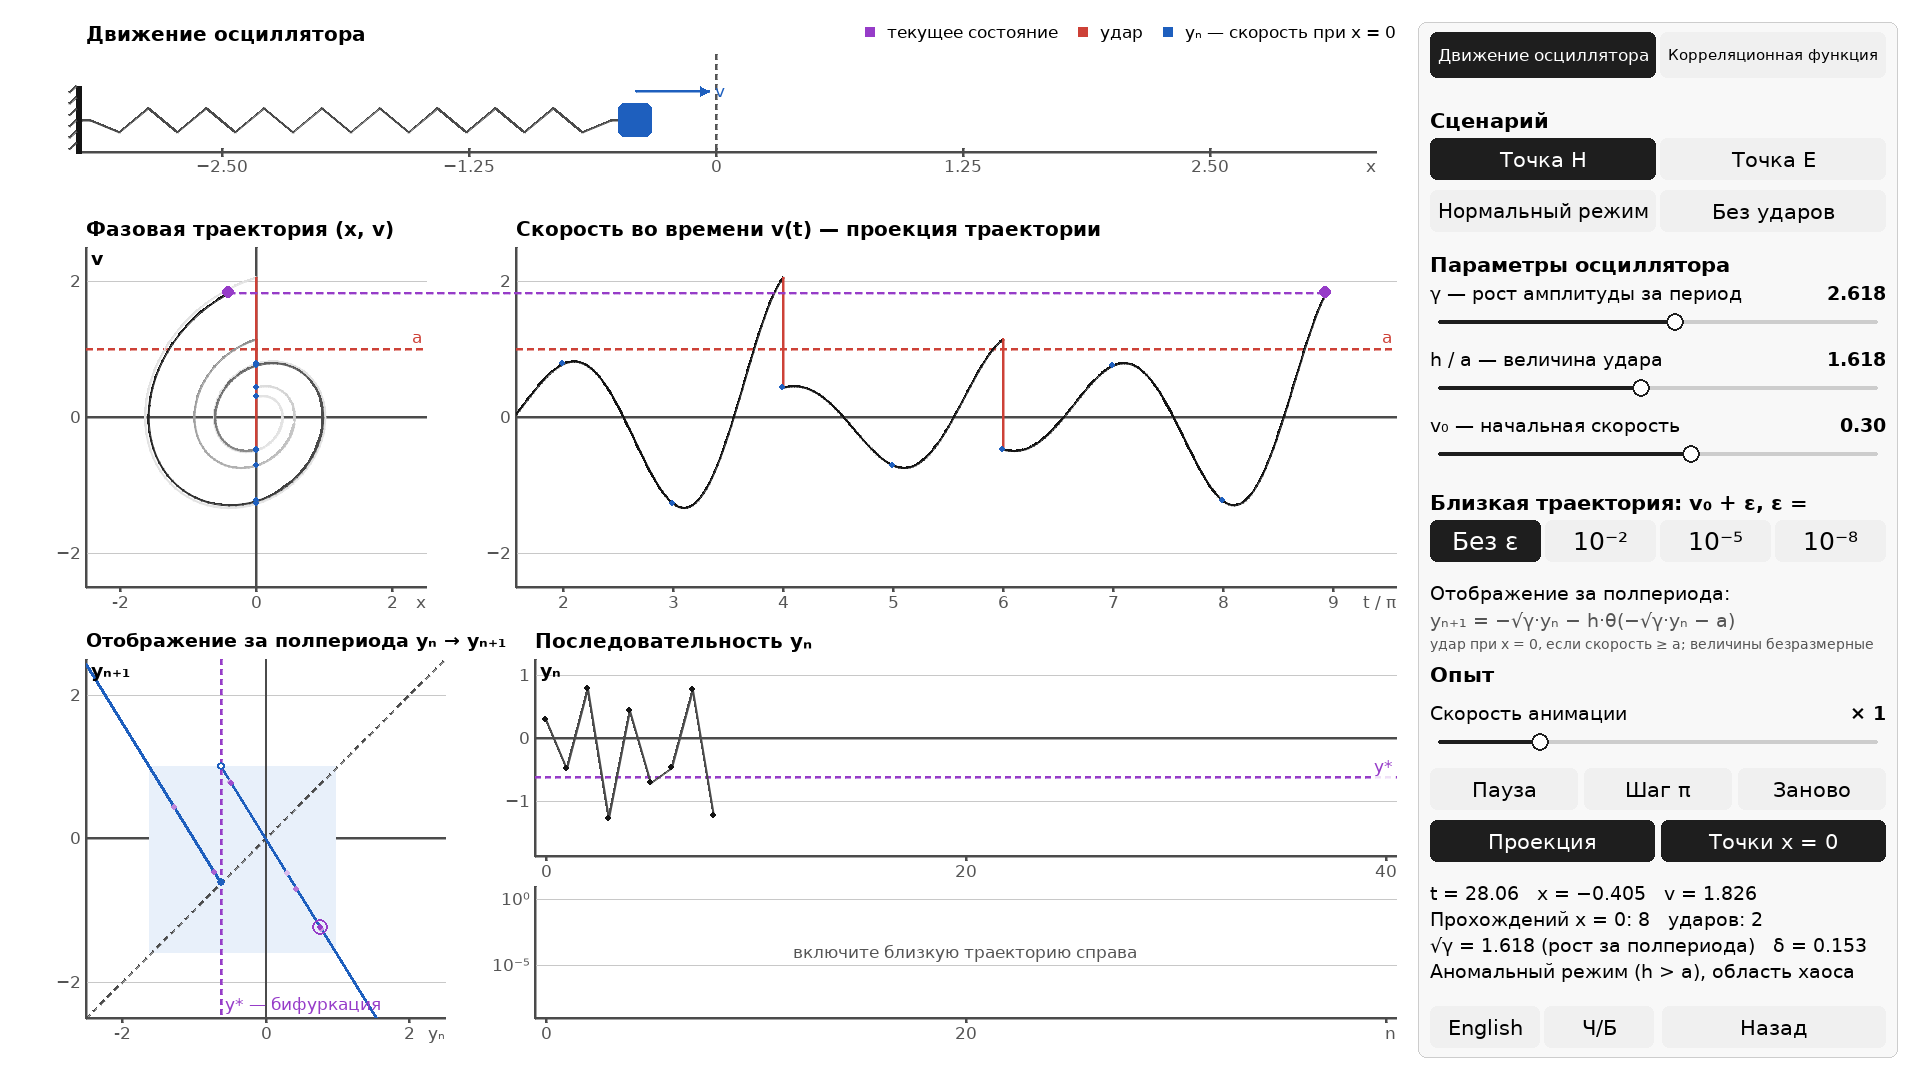 Движение осциллятора
текущее состояние удар yₙ — скорость при x = 0
v
−2.50 −1.25 0 1.25 2.50 x
Фазовая траектория (x, v)
v
2
0
−2
a
-2 0 2 x
Скорость во времени v(t) — проекция траектории
2
0
−2
a
2 3 4 5 6 7 8 9 t / π
Отображение за полпериода yₙ → yₙ₊₁
yₙ₊₁
2
0
−2
y* — бифуркация
-2 0 2 yₙ
Последовательность yₙ
yₙ
1
0
−1
y*
0 20 40
10⁰
10⁻⁵
включите близкую траекторию справа
0 20 n
Движение осциллятора Корреляционная функция
Сценарий
Точка H Точка E
Нормальный режим Без ударов
Параметры осциллятора
γ — рост амплитуды за период 2.618
h / a — величина удара 1.618
v₀ — начальная скорость 0.30
Близкая траектория: v₀ + ε, ε =
Без ε 10⁻² 10⁻⁵ 10⁻⁸
Отображение за полпериода:
yₙ₊₁ = −√γ·yₙ − h·θ(−√γ·yₙ − a)
удар при x = 0, если скорость ≥ a; величины безразмерные
Опыт
Скорость анимации × 1
Пауза Шаг π Заново
Проекция Точки x = 0
t = 28.06 x = −0.405 v = 1.826
Прохождений x = 0: 8 ударов: 2
√γ = 1.618 (рост за полпериода) δ = 0.153
Аномальный режим (h > a), область хаоса
English Ч/Б Назад